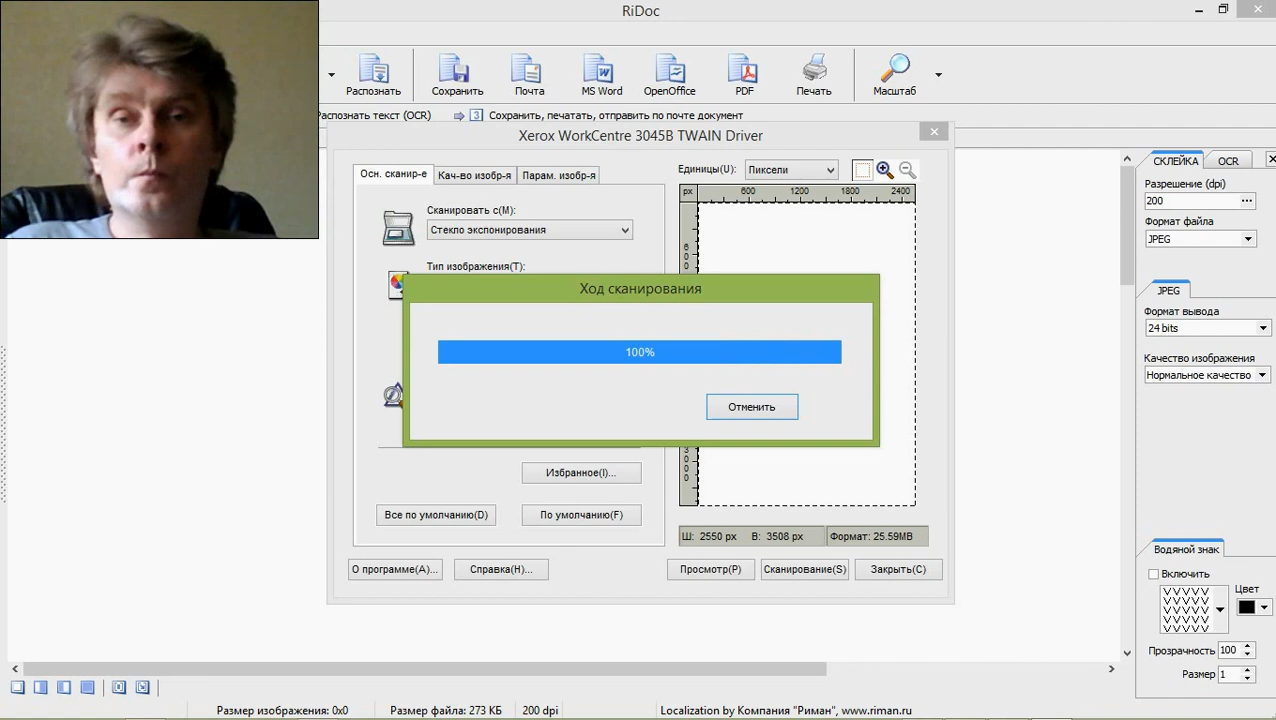 RiDoc
Распознать
Сохранить
Почта
MS Word
OpenOffice
PDF
Печать
Масштаб
Распознать текст (OCR)
3 Сохранить, печатать, отправить по почте документ
Xerox WorkCentre 3045B TWAIN Driver
Осн. сканир-е
Кач-во изобр-я
Парам. изобр-я
Единицы(U):
Пиксели
Сканировать с(M):
Стекло экспонирования
Тип изображения(T):
px
600
1200
1800
2400
600
3000
Ход сканирования
100%
Отменить
Избранное(I)...
Все по умолчанию(D)
По умолчанию(F)
Ш: 2550 px
В: 3508 px
Формат: 25.59MB
О программе(A)...
Справка(H)...
Просмотр(P)
Сканирование(S)
Закрыть(C)
СКЛЕЙКА
OCR
Разрешение (dpi)
200
Формат файла
JPEG
JPEG
Формат вывода
24 bits
Качество изображения
Нормальное качество
Водяной знак
Включить
Цвет
Прозрачность 100
Размер 1
Размер изображения: 0x0
Размер файла: 273 КБ
200 dpi
Localization by Компания "Риман", www.riman.ru